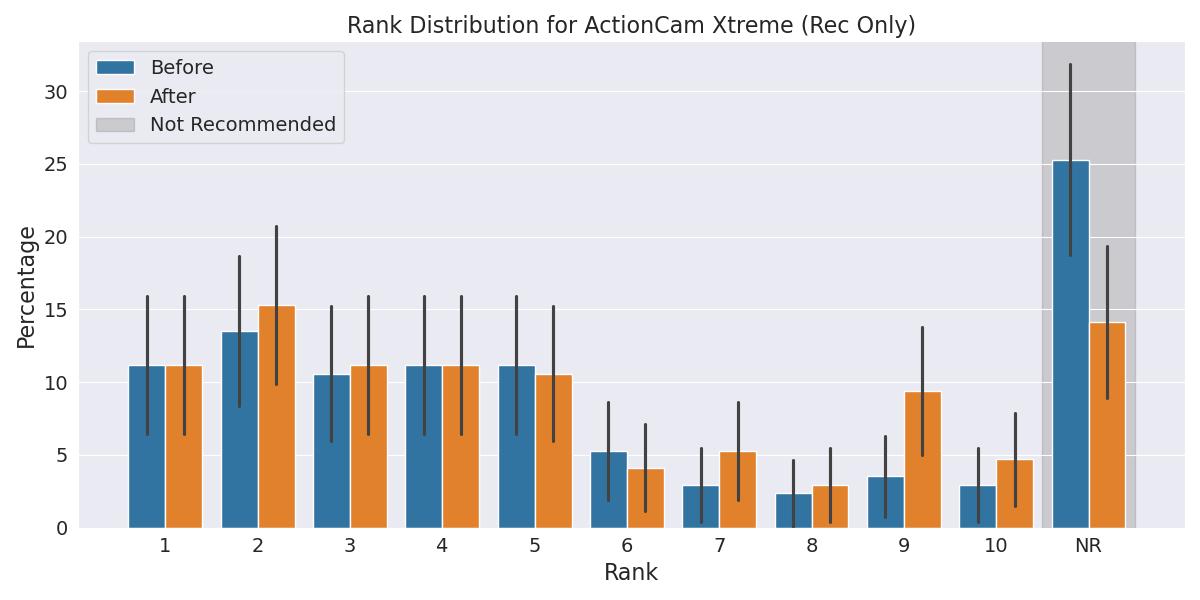 Rank Distribution for ActionCam Xtreme (Rec Only)
Before
After
Not Recommended
Percentage
30
25
20
15
10
5
0
1 2 3 4 5 6 7 8 9 10 NR
Rank